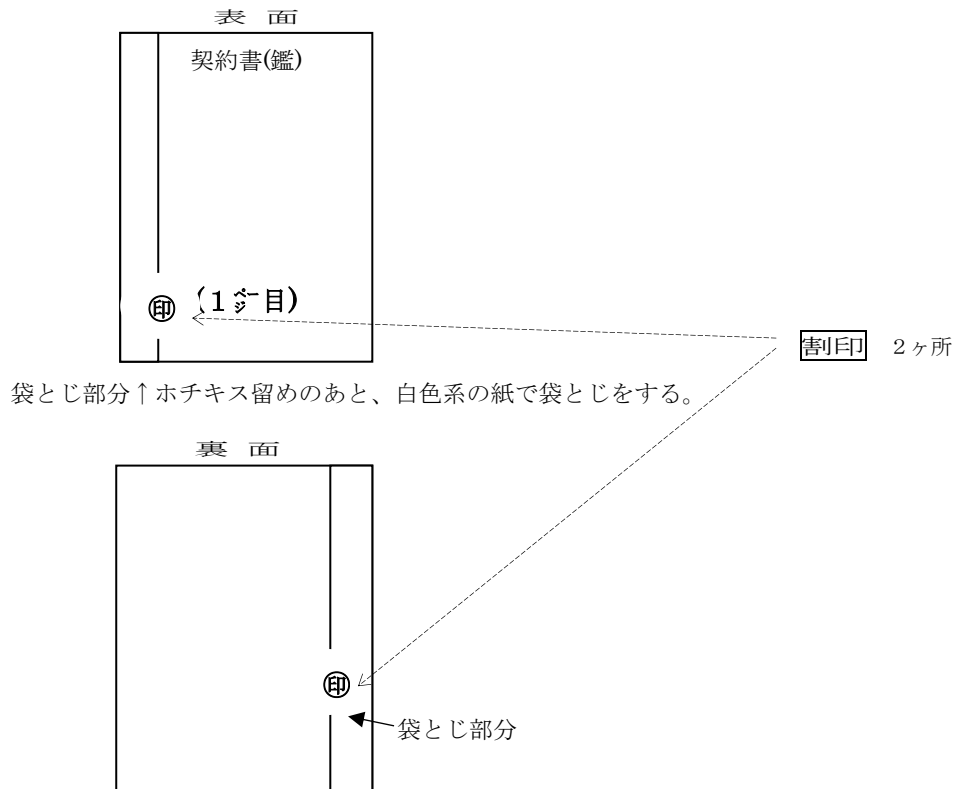 表 面
契約書(鑑)
㊞ (1㌻目)
割印 2ヶ所
袋とじ部分↑ホチキス留めのあと、白色系の紙で袋とじをする。
裏 面
㊞
袋とじ部分